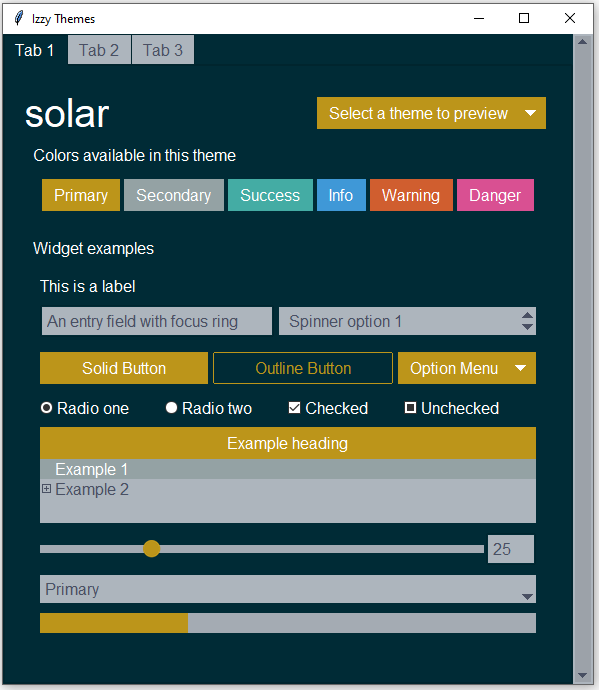 Izzy Themes
Tab 1 Tab 2 Tab 3
solar
Select a theme to preview
Colors available in this theme
Primary Secondary Success Info Warning Danger
Widget examples
This is a label
An entry field with focus ring Spinner option 1
Solid Button Outline Button Option Menu
Radio one Radio two Checked Unchecked
Example heading
Example 1
Example 2
25
Primary